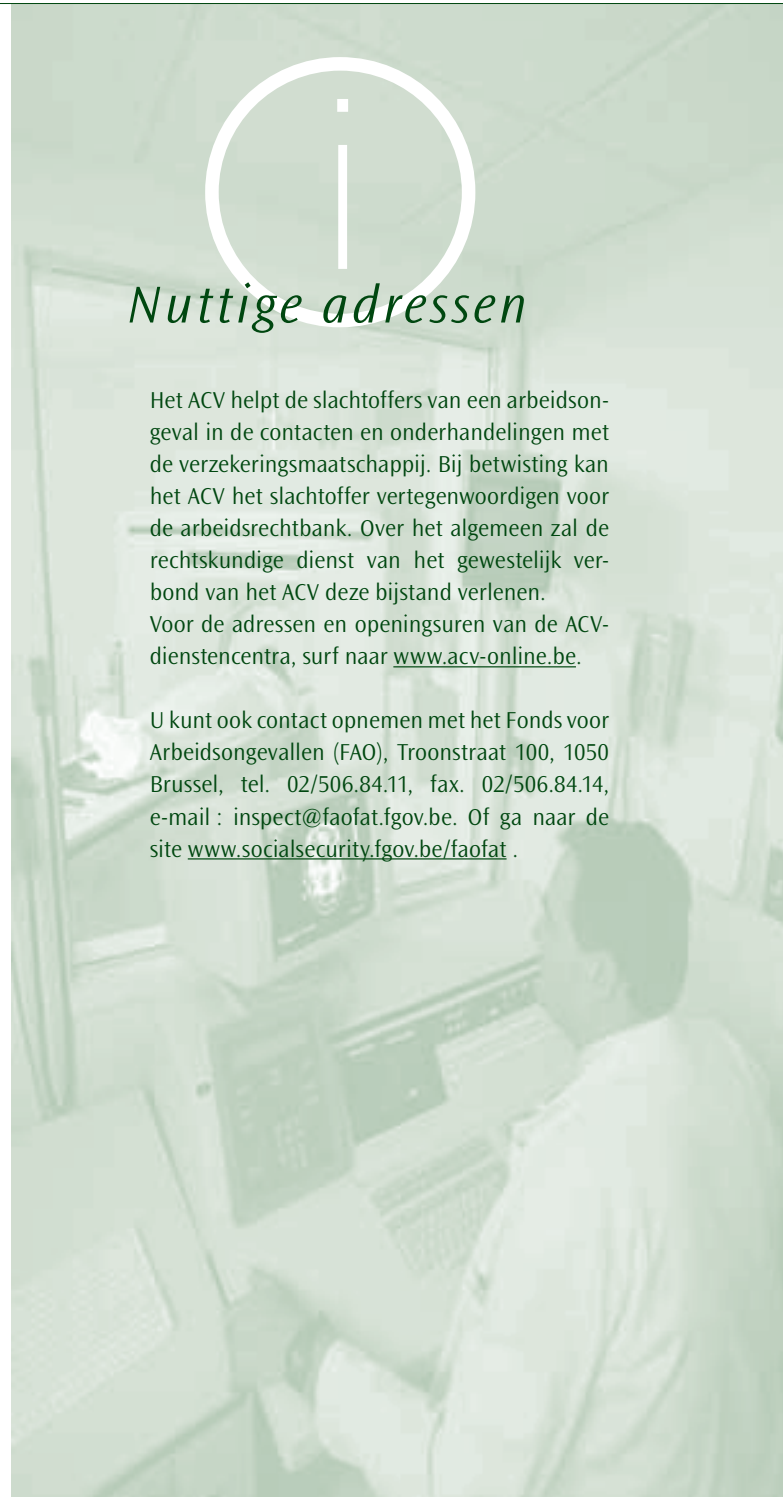 i
Nuttige adressen
Het ACV helpt de slachtoffers van een arbeidson-
geval in de contacten en onderhandelingen met
de verzekeringsmaatschappij. Bij betwisting kan
het ACV het slachtoffer vertegenwoordigen voor
de arbeidsrechtbank. Over het algemeen zal de
rechtskundige dienst van het gewestelijk ver-
bond van het ACV deze bijstand verlenen.
Voor de adressen en openingsuren van de ACV-
dienstencentra, surf naar www.acv-online.be.
U kunt ook contact opnemen met het Fonds voor
Arbeidsongevallen (FAO), Troonstraat 100, 1050
Brussel, tel. 02/506.84.11, fax. 02/506.84.14,
e-mail : inspect@faofat.fgov.be. Of ga naar de
site www.socialsecurity.fgov.be/faofat .